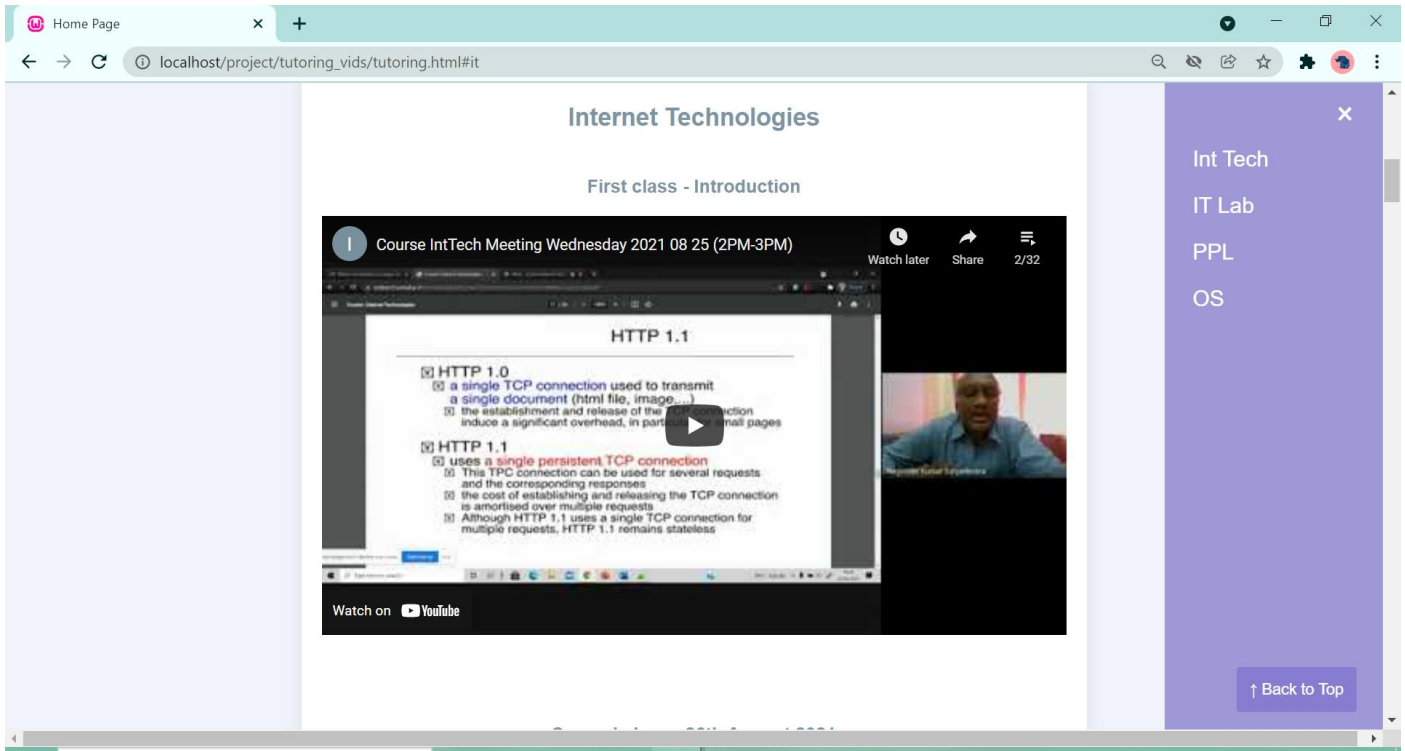 Home Page
localhost/project/tutoring_vids/tutoring.html#it
Internet Technologies
First class - Introduction
I
Course IntTech Meeting Wednesday 2021 08 25 (2PM-3PM)
Watch later
Share
2/32
HTTP 1.1
HTTP 1.0
a single TCP connection used to transmit
a single document (html file, image,...)
the establishment and release of the TCP connection
induce a significant overhead, in particular for small pages
HTTP 1.1
uses a single persistent TCP connection
This TPC connection can be used for several requests
and the corresponding responses
the cost of establishing and releasing the TCP connection
is amortised over multiple requests
Although HTTP 1.1 uses a single TCP connection for
multiple requests, HTTP 1.1 remains stateless
Watch on YouTube
×
Int Tech
IT Lab
PPL
OS
↑ Back to Top